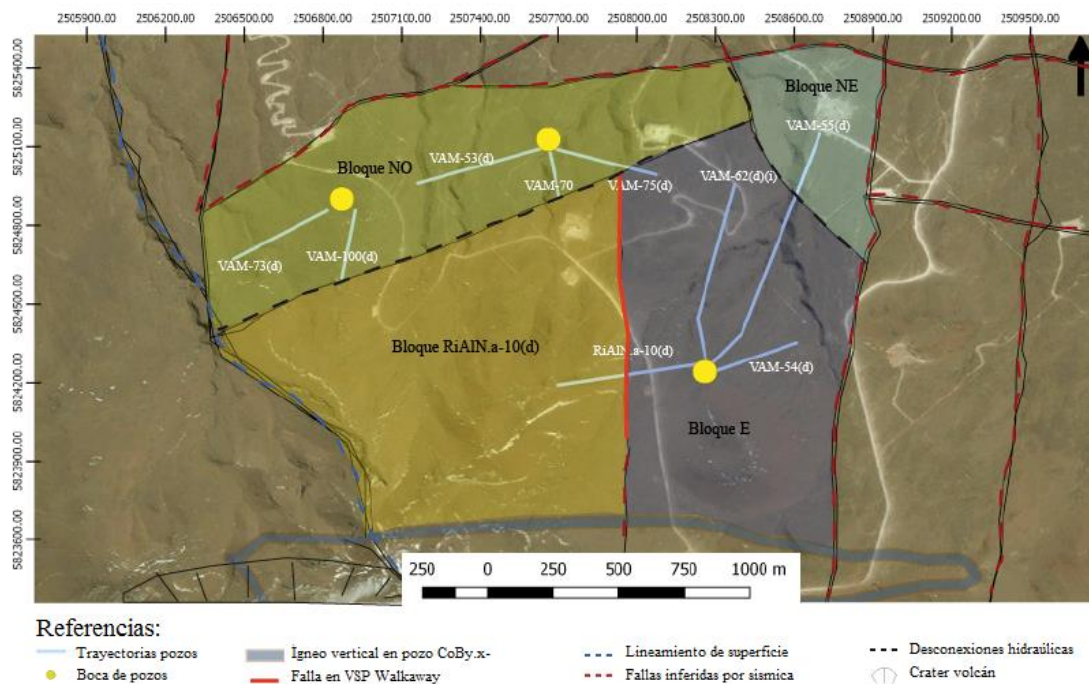 2505900.00 2506200.00 2506500.00 2506800.00 2507100.00 2507400.00 2507700.00 2508000.00 2508300.00 2508600.00 2508900.00 2509200.00 2509500.00
5825400.00
5825100.00
5824800.00
5824500.00
5824200.00
5823900.00
5823600.00
Bloque NE
VAM-55(d)
Bloque NO
VAM-53(d)
VAM-70
VAM-75(d)
VAM-62(d)(i)
VAM-73(d)
VAM-100(d)
Bloque RiAlN.a-10(d)
RiAlN.a-10(d)
VAM-54(d)
Bloque E
250 0 250 500 750 1000 m
Referencias:
Trayectorias pozos
Ígneo vertical en pozo CoBy.x-
Lineamiento de superficie
Desconexiones hidraúlicas
Boca de pozos
Falla en VSP Walkaway
Fallas inferidas por sismica
Crater volcán